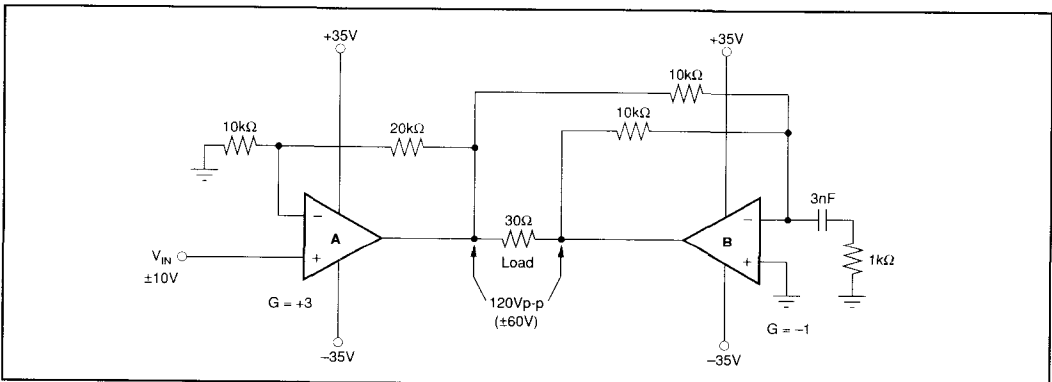 +35V
+35V
10kΩ
10kΩ
10kΩ
20kΩ
3nF
30Ω
−
A
+
Load
−
B
+
1kΩ
V_IN
±10V
120Vp-p
(±60V)
G = +3
G = −1
−35V
−35V